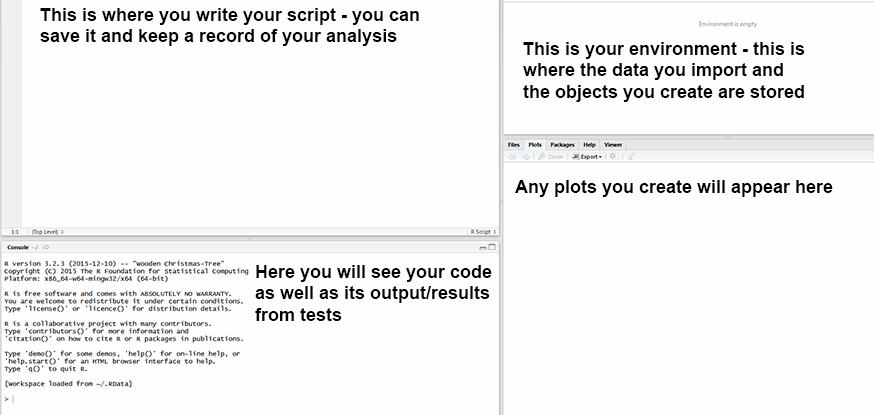 This is where you write your script - you can
save it and keep a record of your analysis
1:1 (Top Level) R Script
Console ~/
R version 3.2.3 (2015-12-10) -- "Wooden Christmas-Tree"
Copyright (C) 2015 The R Foundation for Statistical Computing
Platform: x86_64-w64-mingw32/x64 (64-bit)
R is free software and comes with ABSOLUTELY NO WARRANTY.
You are welcome to redistribute it under certain conditions.
Type 'license()' or 'licence()' for distribution details.
R is a collaborative project with many contributors.
Type 'contributors()' for more information and
'citation()' on how to cite R or R packages in publications.
Type 'demo()' for some demos, 'help()' for on-line help, or
'help.start()' for an HTML browser interface to help.
Type 'q()' to quit R.
[workspace loaded from ~/.RData]
>
Here you will see your code
as well as its output/results
from tests
Environment is empty
This is your environment - this is
where the data you import and
the objects you create are stored
Files Plots Packages Help Viewer
Zoom Export
Any plots you create will appear here